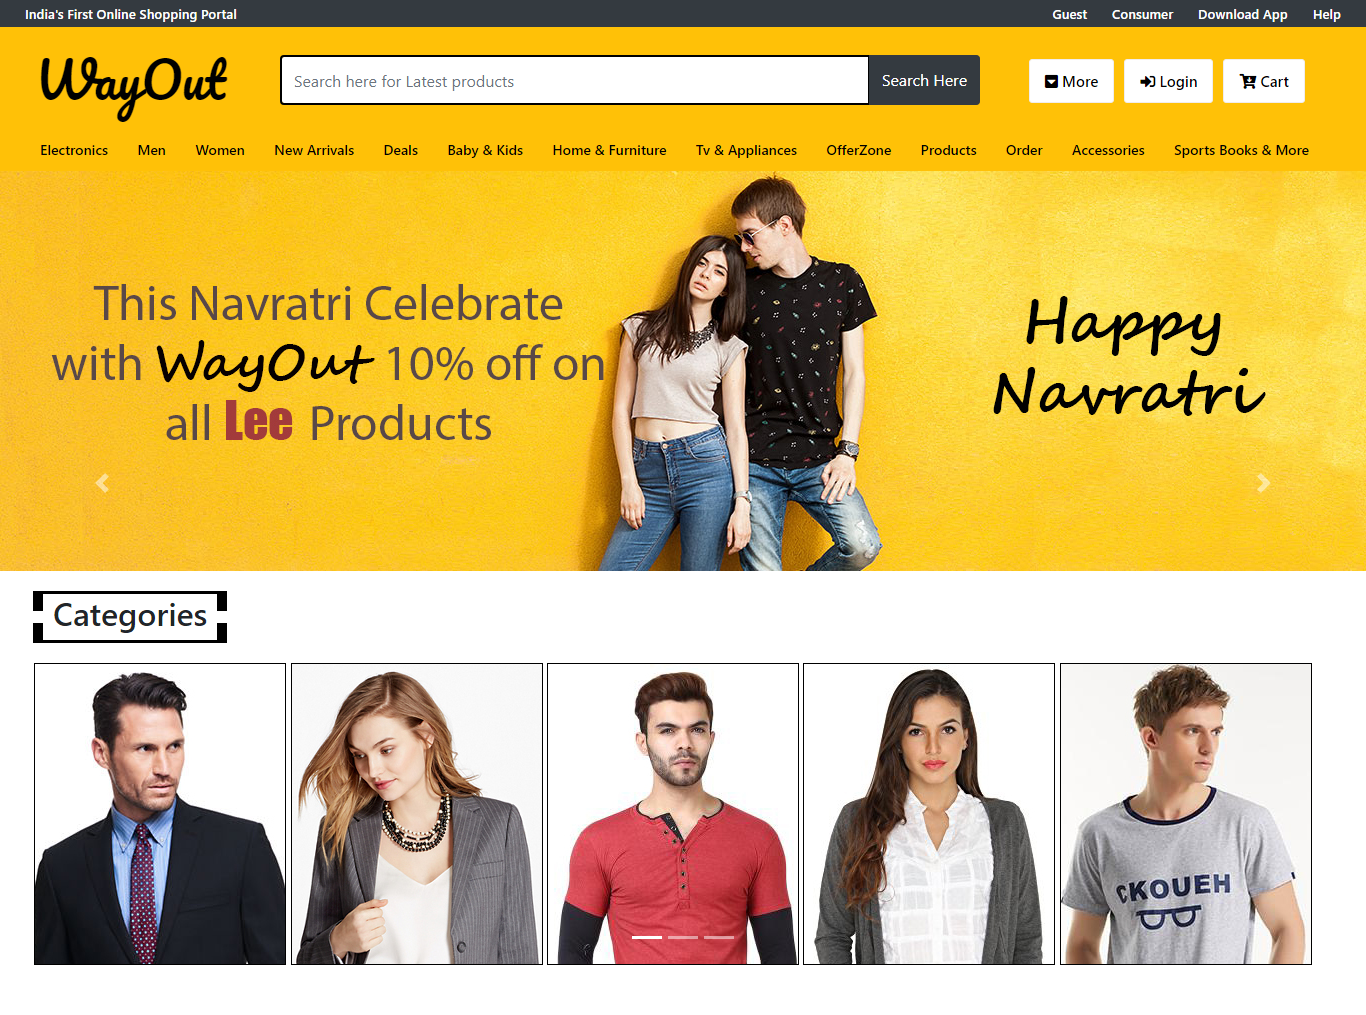 India's First Online Shopping Portal
Guest Consumer Download App Help
WayOut
Search here for Latest products
Search Here
More
Login
Cart
Electronics Men Women New Arrivals Deals Baby & Kids Home & Furniture Tv & Appliances OfferZone Products Order Accessories Sports Books & More
This Navratri Celebrate
with WayOut 10% off on
all Lee Products
Happy
Navratri
Categories
CKOUEH